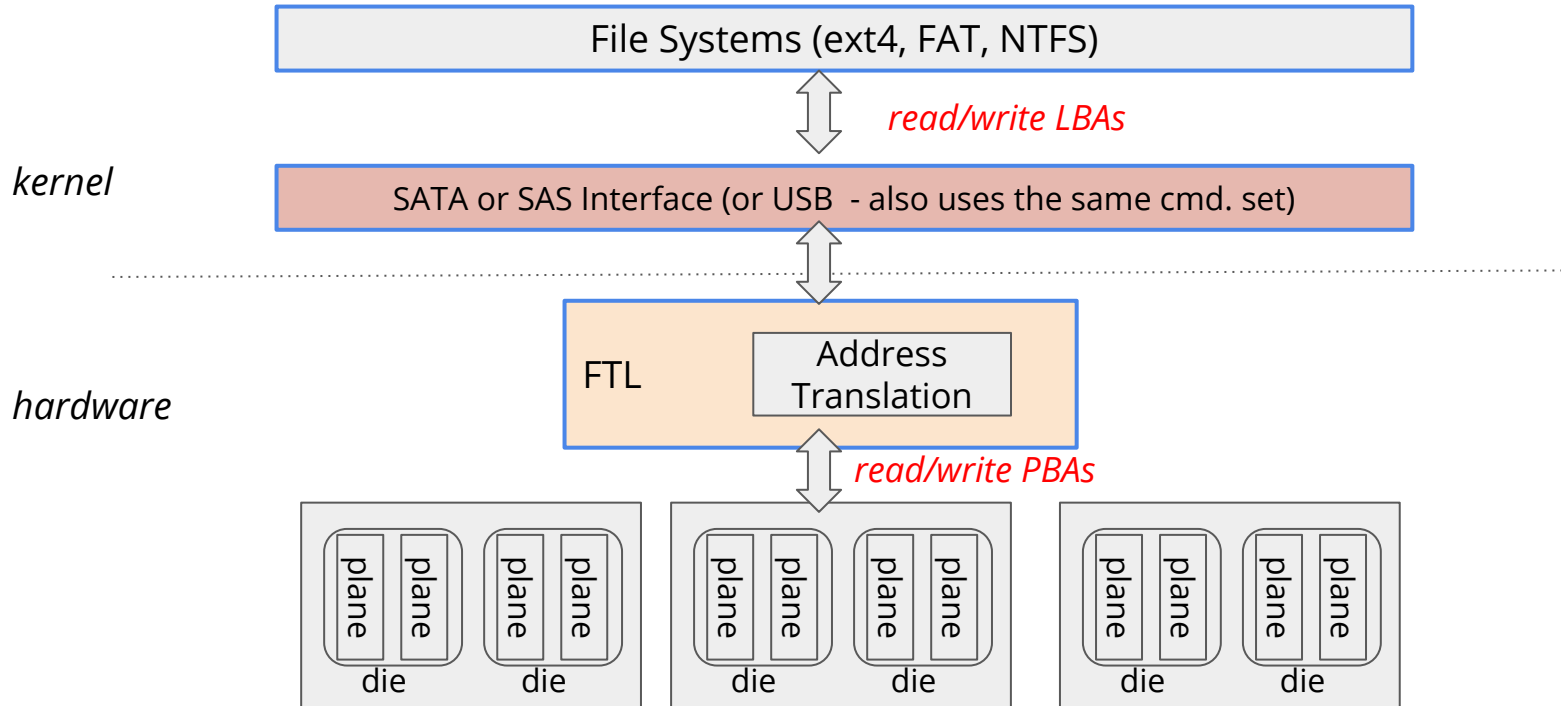 File Systems (ext4, FAT, NTFS)
read/write LBAs
kernel
SATA or SAS Interface (or USB  - also uses the same cmd. set)
FTL
Address
Translation
hardware
read/write PBAs
plane plane plane plane plane plane plane plane plane plane plane plane
die die die die die die